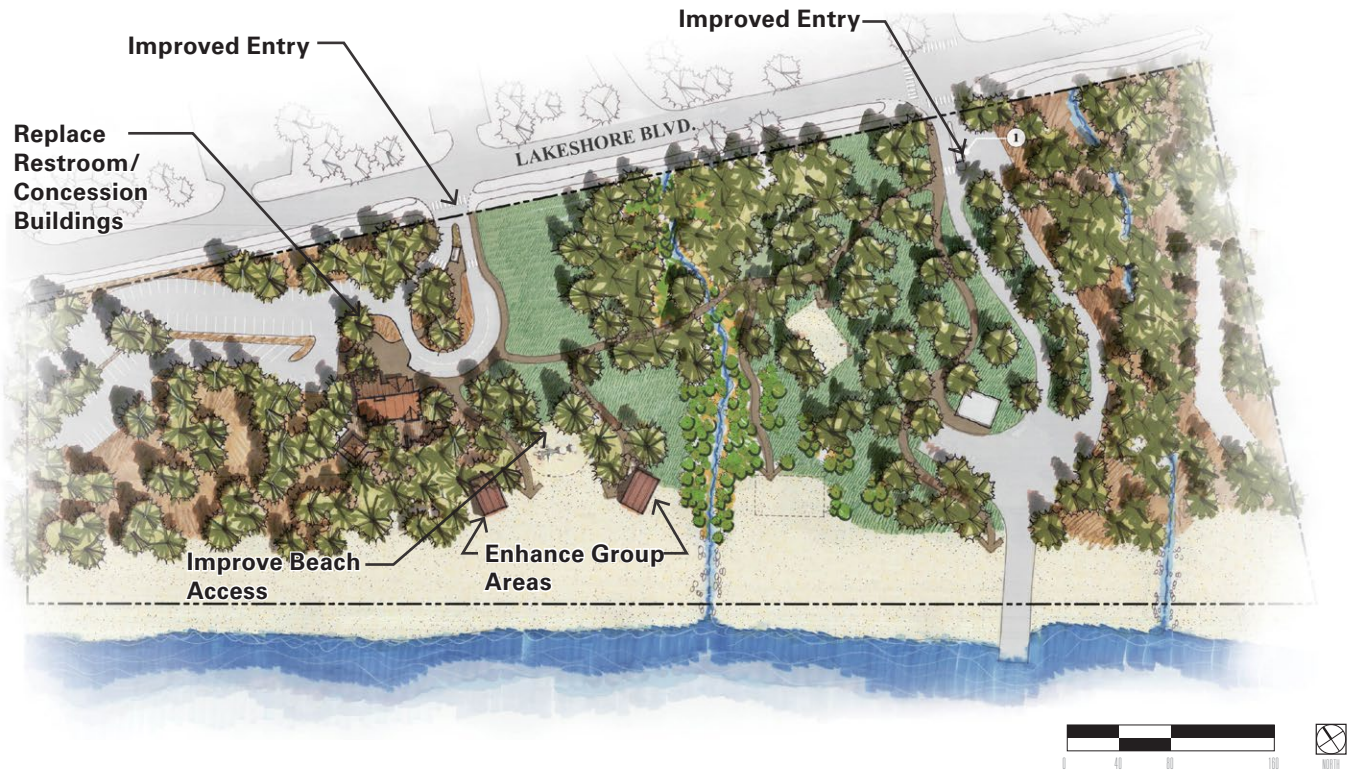 Improved Entry
Improved Entry
Replace
Restroom/
Concession
Buildings
LAKESHORE BLVD.
1
Improve Beach
Access
Enhance Group
Areas
0 40 80 160
NORTH